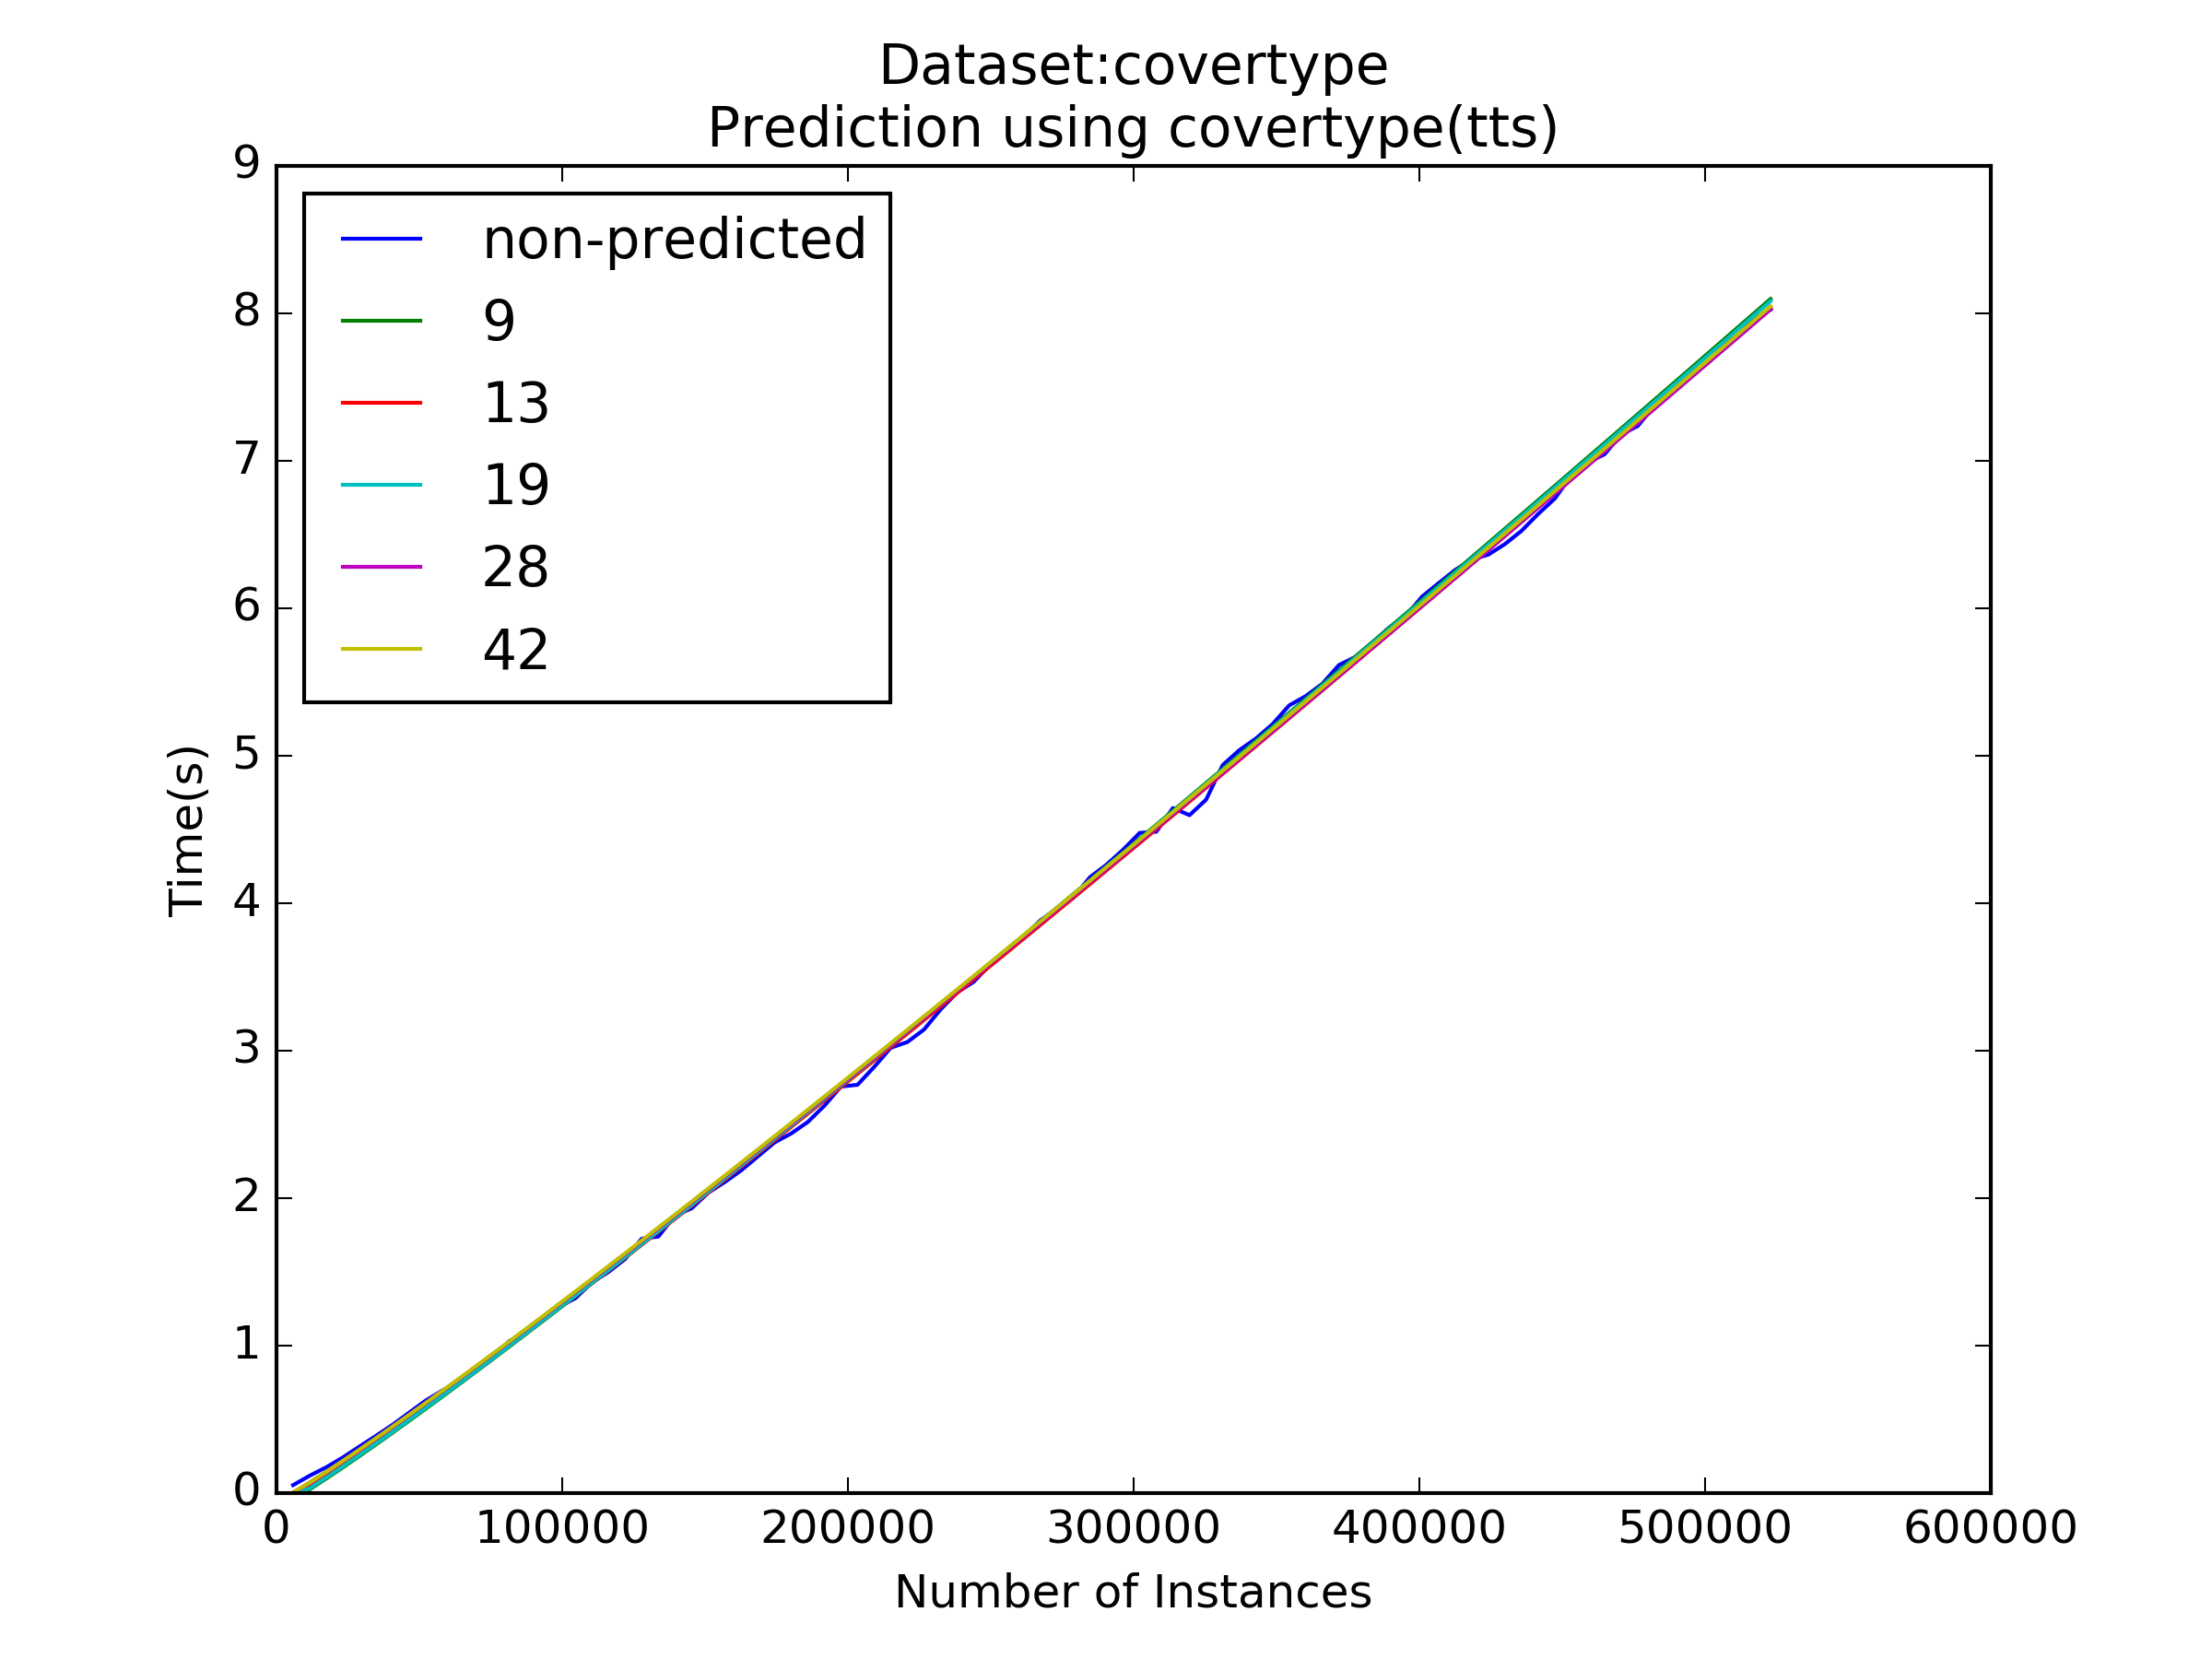 Dataset:covertype
Prediction using covertype(tts)
9
8
7
6
5
4
3
2
1
0
Time(s)
non-predicted
9
13
19
28
42
0 100000 200000 300000 400000 500000 600000
Number of Instances